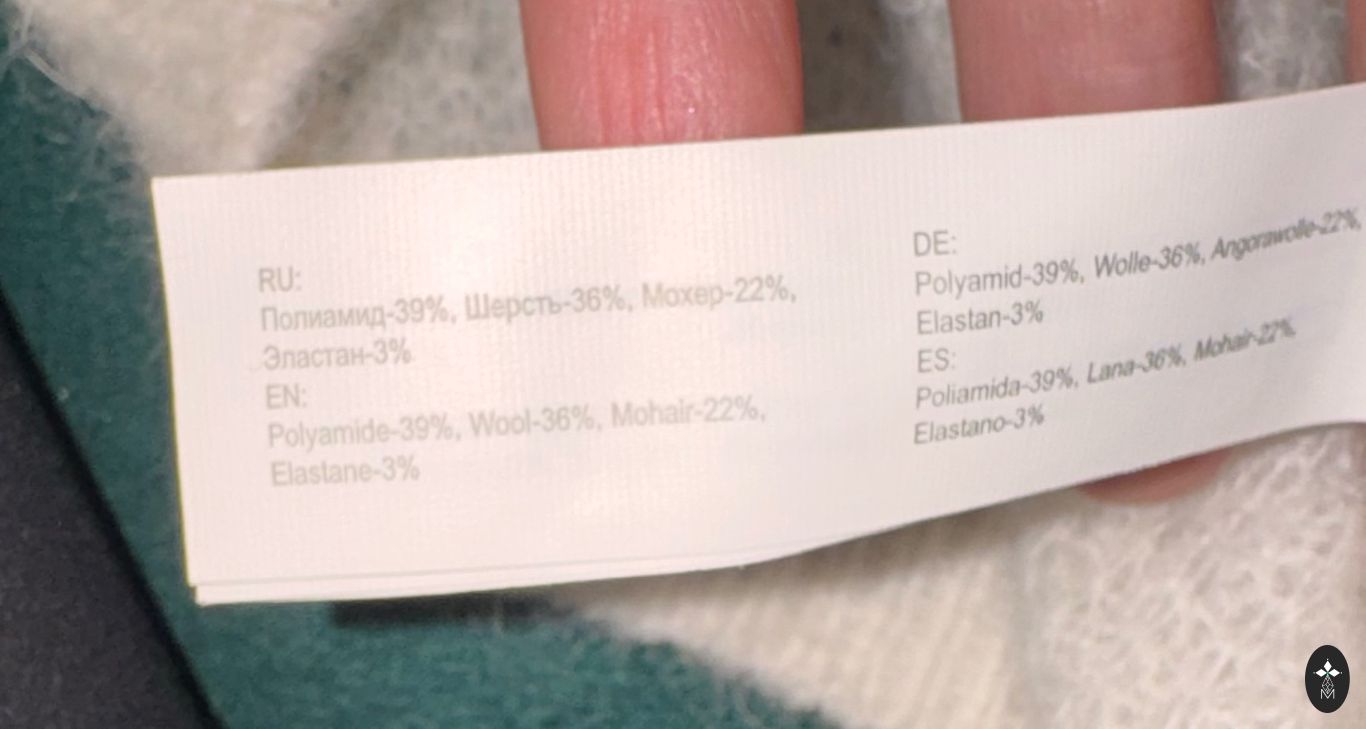 RU:
Полиамид-39%, Шерсть-36%, Мохер-22%,
Эластан-3%
EN:
Polyamide-39%, Wool-36%, Mohair-22%,
Elastane-3%
DE:
Polyamid-39%, Wolle-36%, Angorawolle-22%,
Elastan-3%
ES:
Poliamida-39%, Lana-36%, Mohair-22%,
Elastano-3%
M